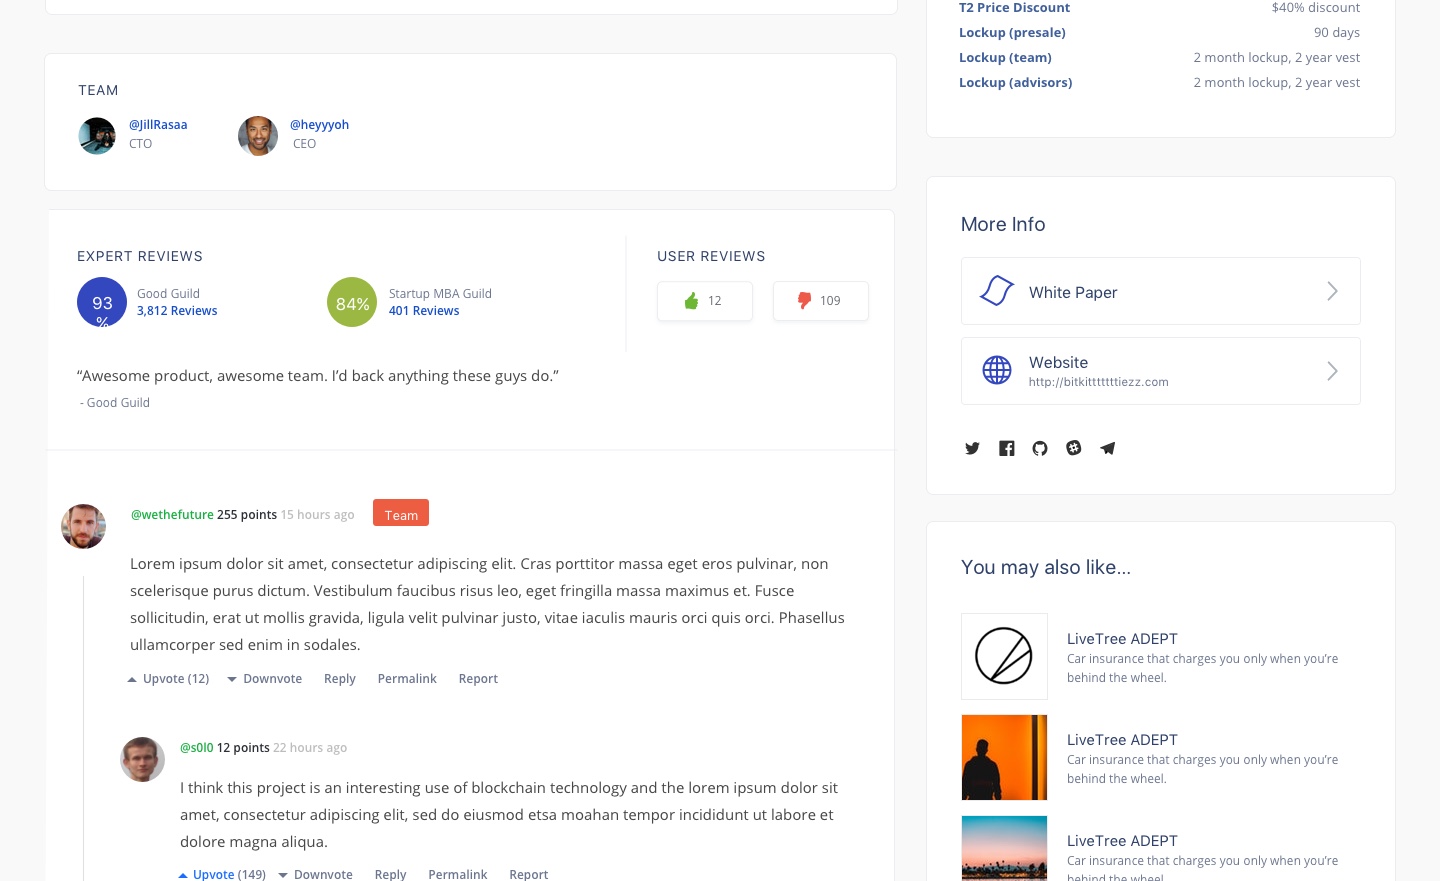 TEAM
@JillRasaa
CTO
@heyyyoh
CEO
EXPERT REVIEWS
93
%
Good Guild
3,812 Reviews
84%
Startup MBA Guild
401 Reviews
USER REVIEWS
12
109
“Awesome product, awesome team. I’d back anything these guys do.”
- Good Guild
@wethefuture 255 points 15 hours ago
Team
Lorem ipsum dolor sit amet, consectetur adipiscing elit. Cras porttitor massa eget eros pulvinar, non
scelerisque purus dictum. Vestibulum faucibus risus leo, eget fringilla massa maximus et. Fusce
sollicitudin, erat ut mollis gravida, ligula velit pulvinar justo, vitae iaculis mauris orci quis orci. Phasellus
ullamcorper sed enim in sodales.
Upvote (12) Downvote Reply Permalink Report
@s0l0 12 points 22 hours ago
I think this project is an interesting use of blockchain technology and the lorem ipsum dolor sit
amet, consectetur adipiscing elit, sed do eiusmod etsa moahan tempor incididunt ut labore et
dolore magna aliqua.
Upvote (149) Downvote Reply Permalink Report
T2 Price Discount $40% discount
Lockup (presale) 90 days
Lockup (team) 2 month lockup, 2 year vest
Lockup (advisors) 2 month lockup, 2 year vest
More Info
White Paper
Website
http://bitkitttttttiezz.com
You may also like...
LiveTree ADEPT
Car insurance that charges you only when you’re
behind the wheel.
LiveTree ADEPT
Car insurance that charges you only when you’re
behind the wheel.
LiveTree ADEPT
Car insurance that charges you only when you’re
behind the wheel.